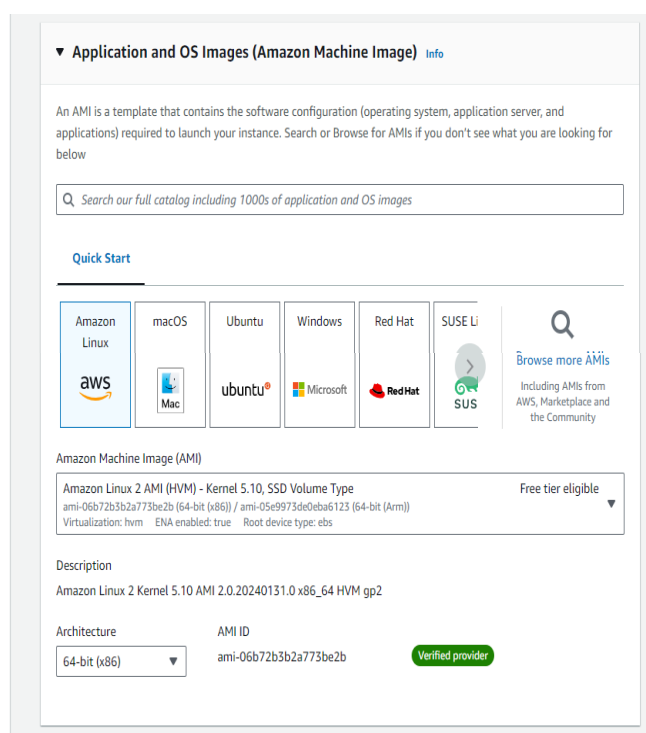 ▼ Application and OS Images (Amazon Machine Image) Info
An AMI is a template that contains the software configuration (operating system, application server, and
applications) required to launch your instance. Search or Browse for AMIs if you don't see what you are looking for
below
Search our full catalog including 1000s of application and OS images
Quick Start
Amazon Linux
aws
macOS
Mac
Ubuntu
ubuntu®
Windows
Microsoft
Red Hat
Red Hat
SUSE Li
SUS
Browse more AMIs
Including AMIs from
AWS, Marketplace and
the Community
Amazon Machine Image (AMI)
Amazon Linux 2 AMI (HVM) - Kernel 5.10, SSD Volume Type
Free tier eligible
ami-06b72b3b2a773be2b (64-bit (x86)) / ami-05e9973de0eba6123 (64-bit (Arm))
Virtualization: hvm ENA enabled: true Root device type: ebs
Description
Amazon Linux 2 Kernel 5.10 AMI 2.0.20240131.0 x86_64 HVM gp2
Architecture
AMI ID
64-bit (x86)
ami-06b72b3b2a773be2b
Verified provider